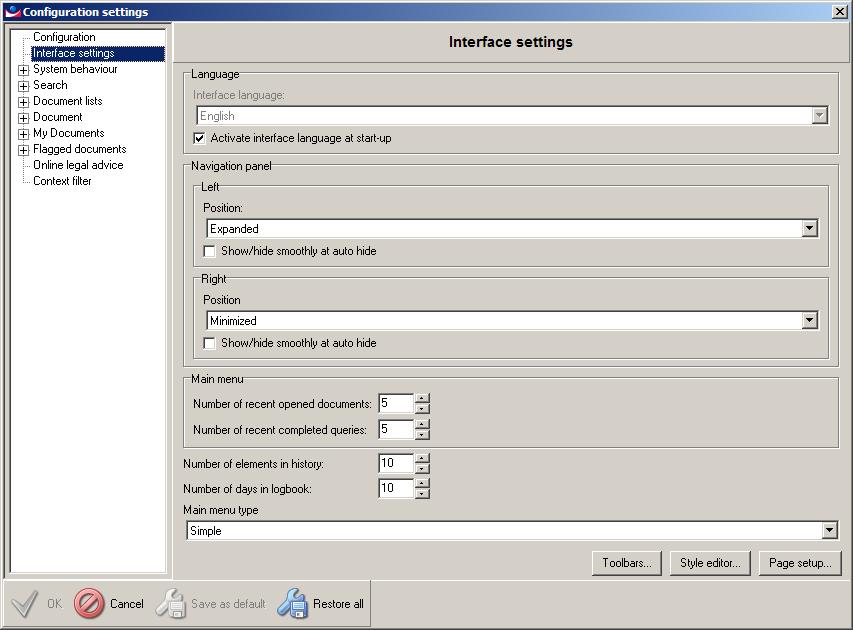 Configuration settings
Configuration
Interface settings
System behaviour
Search
Document lists
Document
My Documents
Flagged documents
Online legal advice
Context filter
Interface settings
Language
Interface language:
English
Activate interface language at start-up
Navigation panel
Left
Position:
Expanded
Show/hide smoothly at auto hide
Right
Position
Minimized
Show/hide smoothly at auto hide
Main menu
Number of recent opened documents: 5
Number of recent completed queries: 5
Number of elements in history: 10
Number of days in logbook: 10
Main menu type
Simple
Toolbars... Style editor... Page setup...
OK Cancel Save as default Restore all